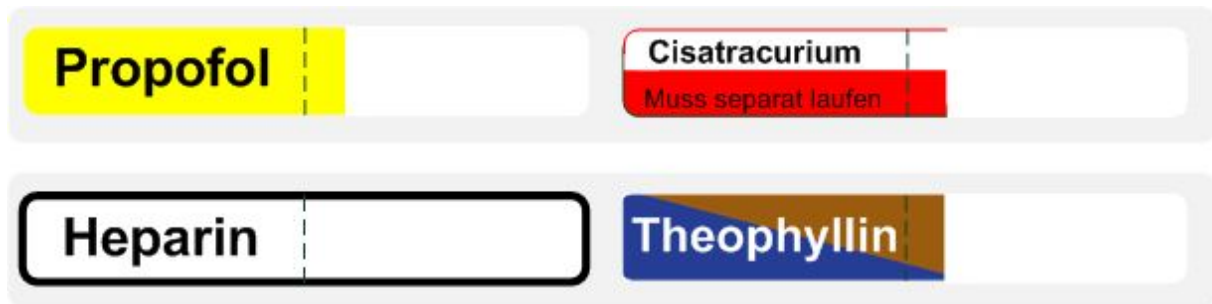 Propofol
Cisatracurium
Muss separat laufen
Heparin
Theophyllin